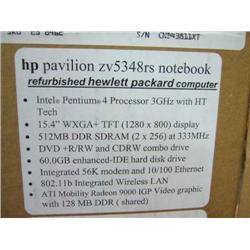 SKU
S/N CN243811XT
hp pavilion zv5348rs notebook
refurbished hewlett packard computer
• Intel® Pentium® 4 Processor 3GHz with HT
Tech
• 15.4” WXGA+ TFT (1280 x 800) display
• 512MB DDR SDRAM (2 x 256) at 333MHz
• DVD +R/RW and CDRW combo drive
• 60.0GB enhanced-IDE hard disk drive
• Integrated 56K modem and 10/100 Ethernet
• 802.11b Integrated Wireless LAN
• ATI Mobility Radeon 9000 IGP Video graphic
with 128 MB DDR ( shared)